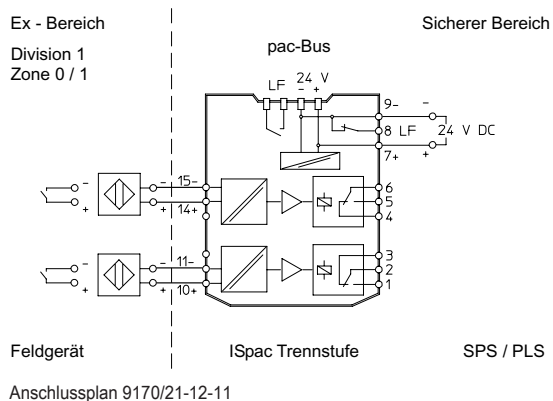 Ex - Bereich
Sicherer Bereich
Division 1
Zone 0 / 1
pac-Bus
LF
24 V
- +
9-
-
8 LF
24 V DC
7+
+
-
-
15-
6
5
+
+
14+
4
-
-
11-
3
2
+
+
10+
1
Feldgerät
ISpac Trennstufe
SPS / PLS
Anschlussplan 9170/21-12-11